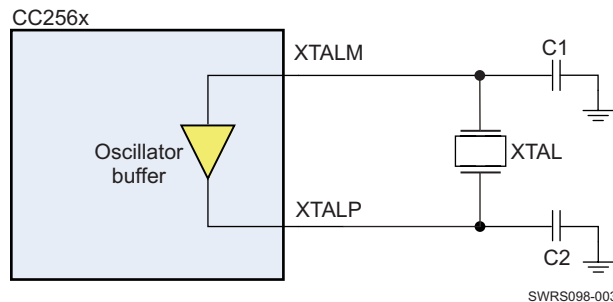 CC256x
XTALM
C1
Oscillator
buffer
XTAL
XTALP
C2
SWRS098-003